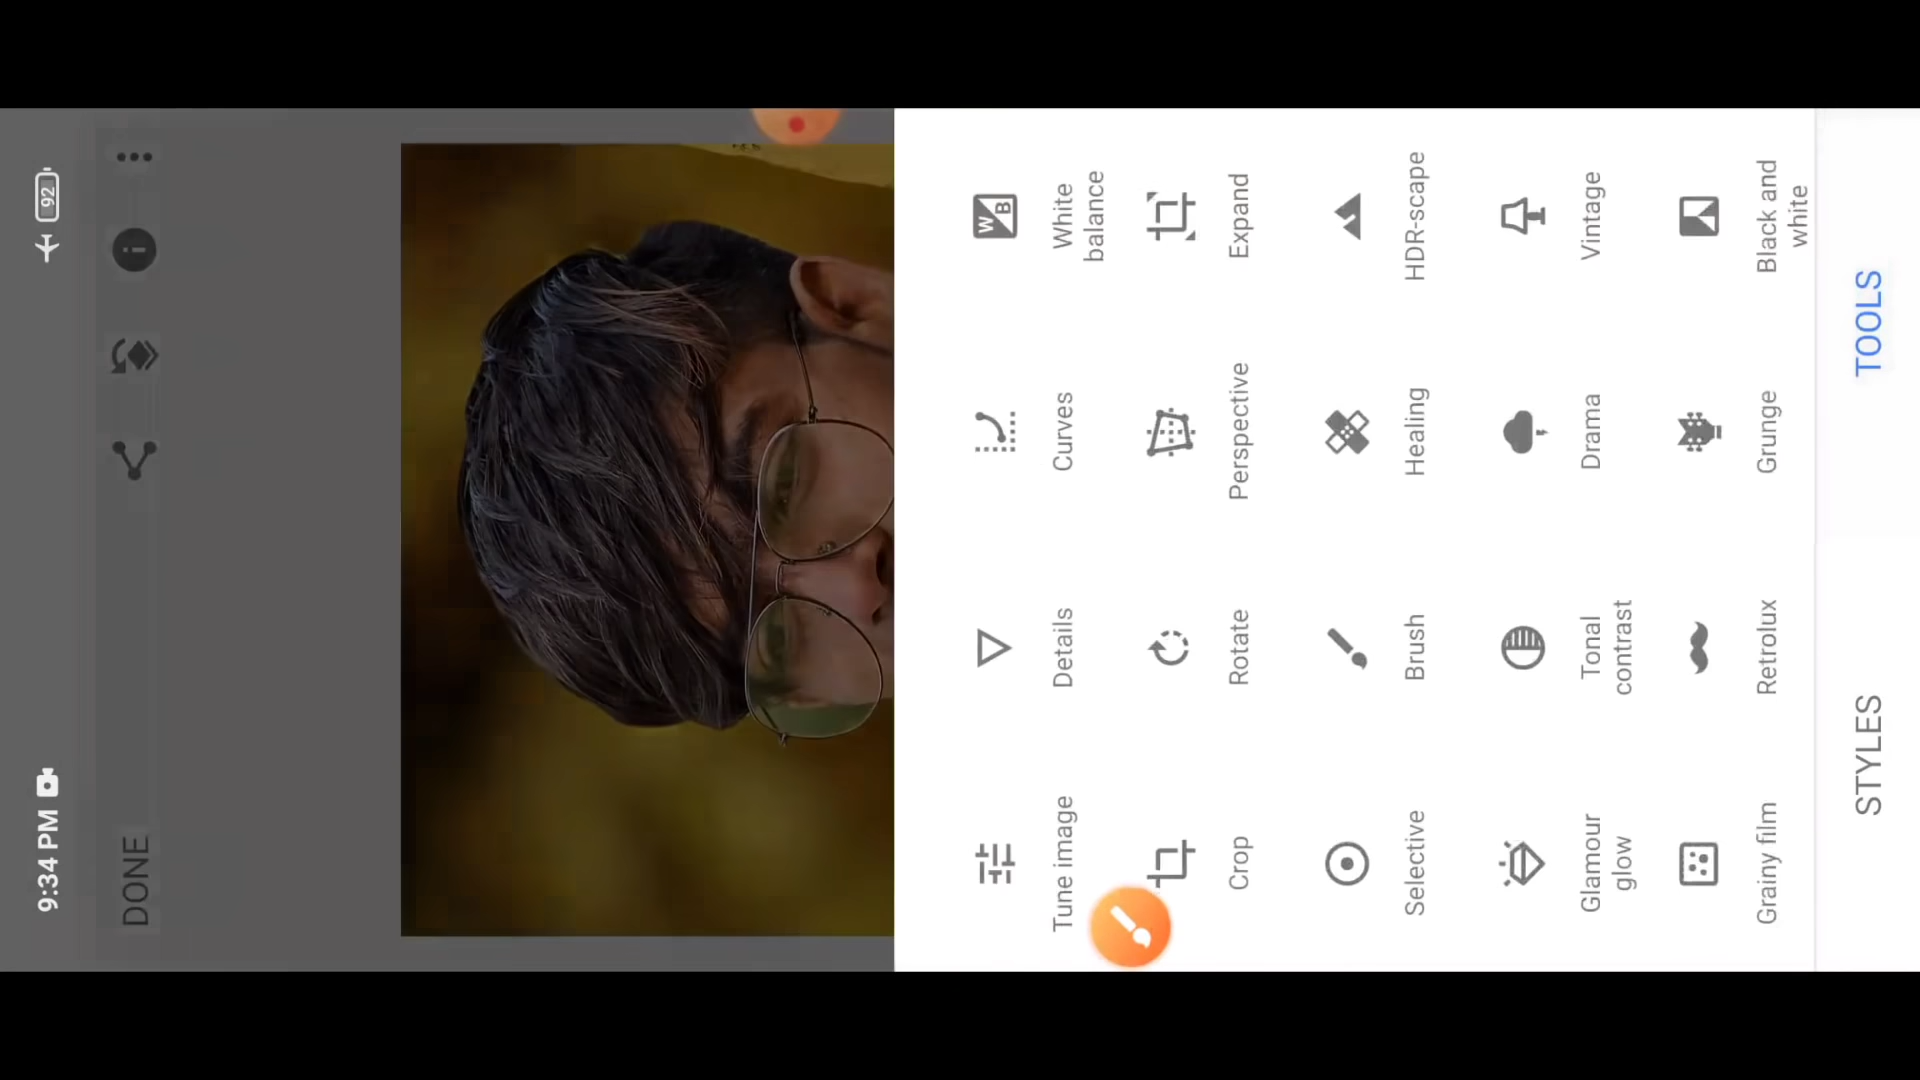 9:34 PM
92
DONE
Tune image
Details
Curves
W
B
White
balance
Crop
Rotate
Perspective
Expand
Selective
Brush
Healing
HDR-scape
Glamour
glow
Tonal
contrast
Drama
Vintage
Grainy film
Retrolux
Grunge
Black and
white
STYLES
TOOLS